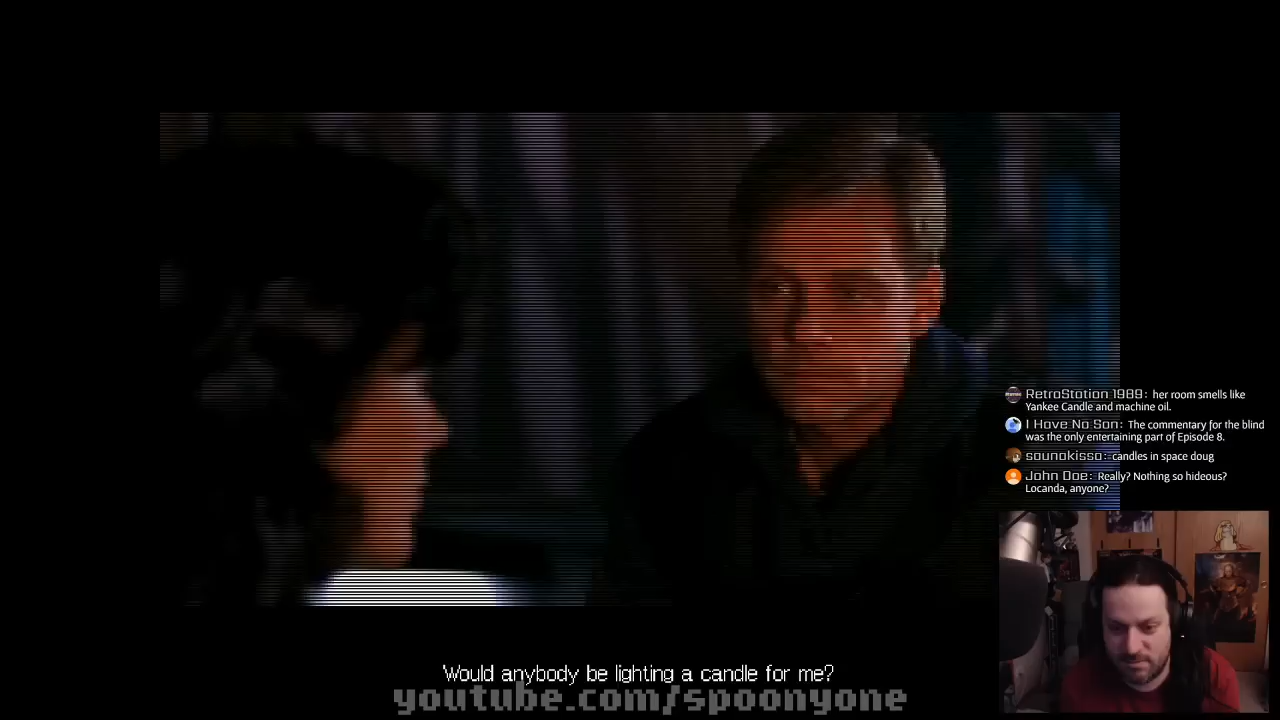 RetroStation 1989: her room smells like
Yankee Candle and machine oil.
I Have No Son: The commentary for the blind
was the only entertaining part of Episode 8.
sounokissa: candles in space doug
John Doe: Really? Nothing so hideous?
Locanda, anyone?
Would anybody be lighting a candle for me?
youtube.com/spoonyone